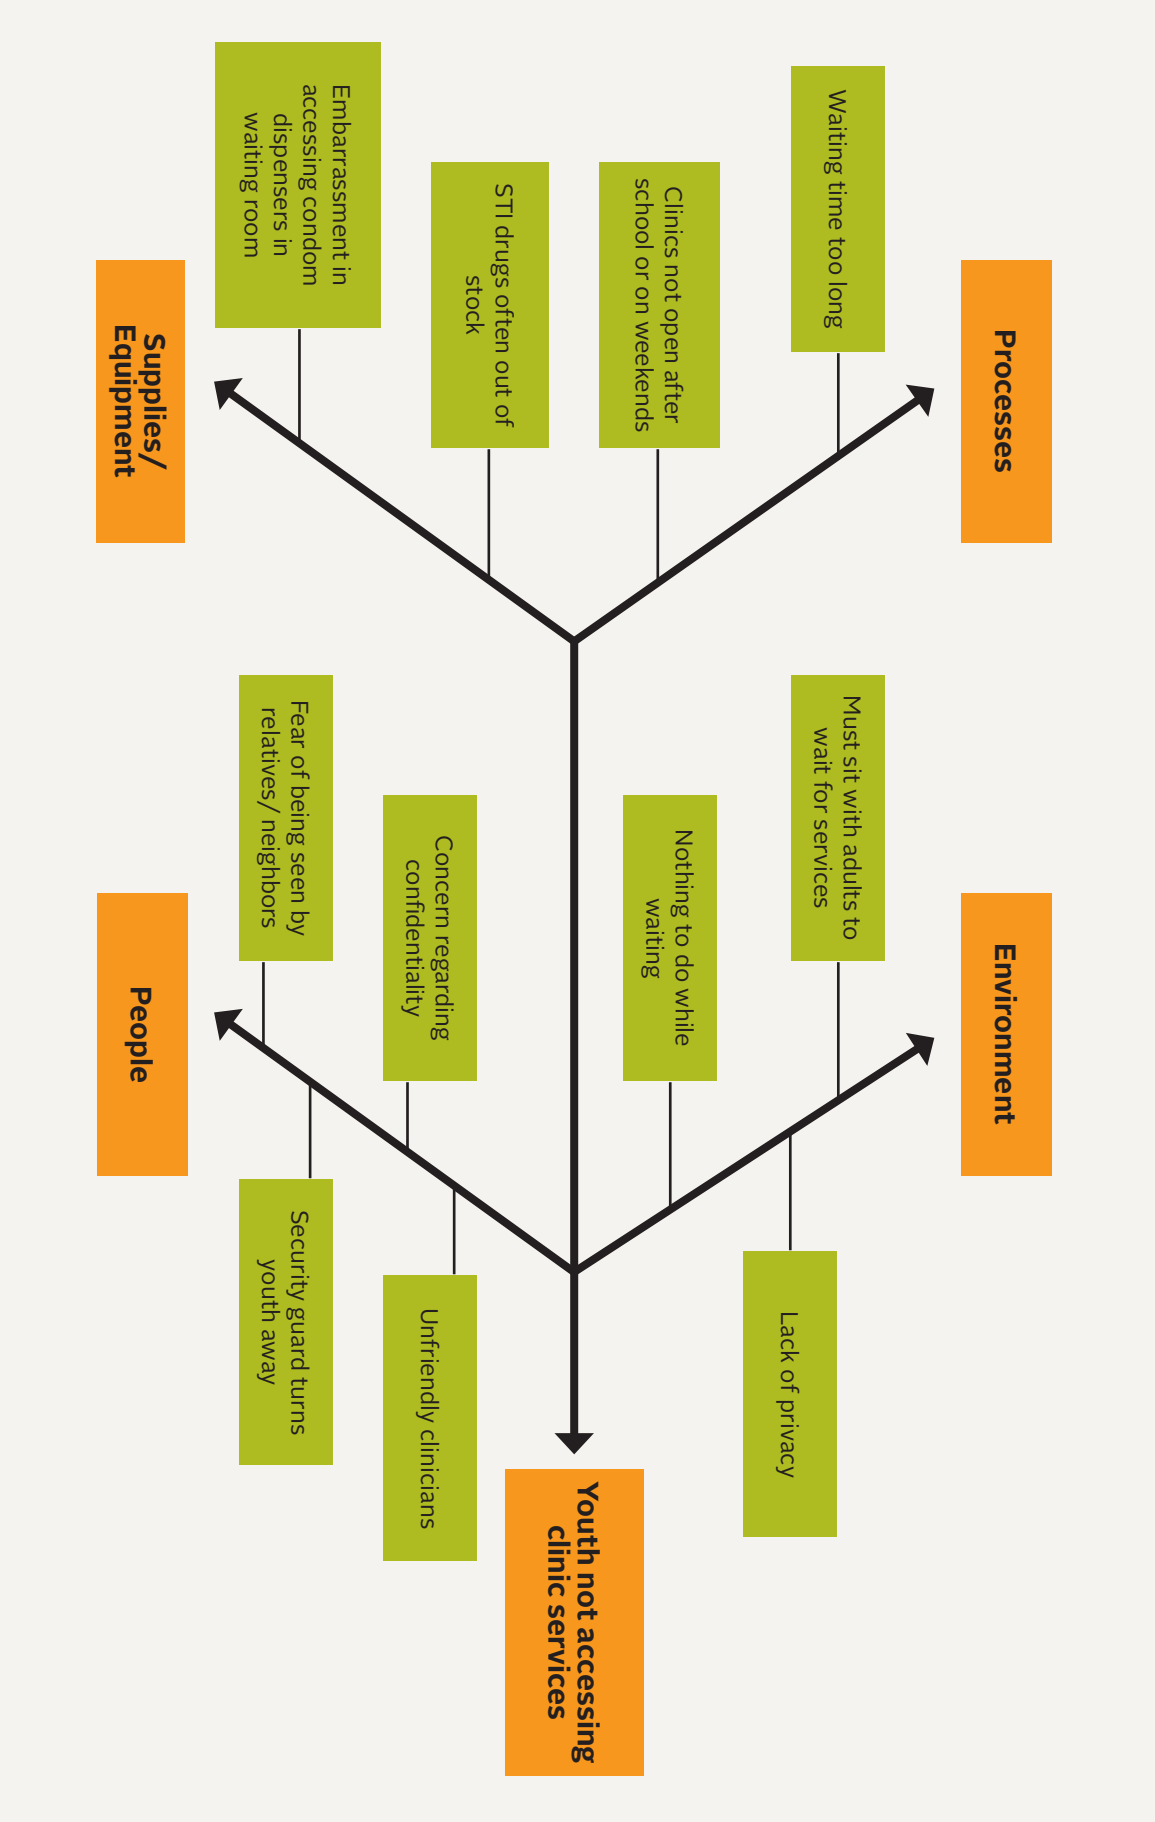 Processes
Environment
Waiting time too long
Must sit with adults to
wait for services
Lack of privacy
Clinics not open after
school or on weekends
Nothing to do while
waiting
Youth not accessing
clinic services
STI drugs often out of
stock
Concern regarding
confidentiality
Unfriendly clinicians
Embarrassment in
accessing condom
dispensers in
waiting room
Fear of being seen by
relatives/ neighbors
Security guard turns
youth away
Supplies/
Equipment
People